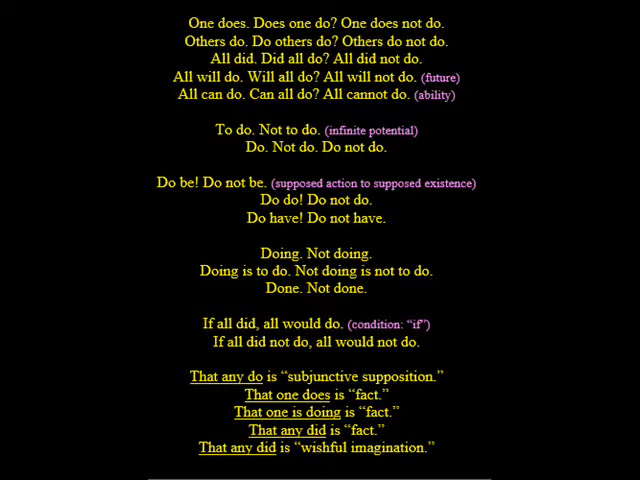 One does. Does one do? One does not do.
Others do. Do others do? Others do not do.
All did. Did all do? All did not do.
All will do. Will all do? All will not do. (future)
All can do. Can all do? All cannot do. (ability)
To do. Not to do. (infinite potential)
Do. Not do. Do not do.
Do be! Do not be. (supposed action to supposed existence)
Do do! Do not do.
Do have! Do not have.
Doing. Not doing.
Doing is to do. Not doing is not to do.
Done. Not done.
If all did, all would do. (condition: “if”)
If all did not do, all would not do.
That any do is “subjunctive supposition.”
That one does is “fact.”
That one is doing is “fact.”
That any did is “fact.”
That any did is “wishful imagination.”